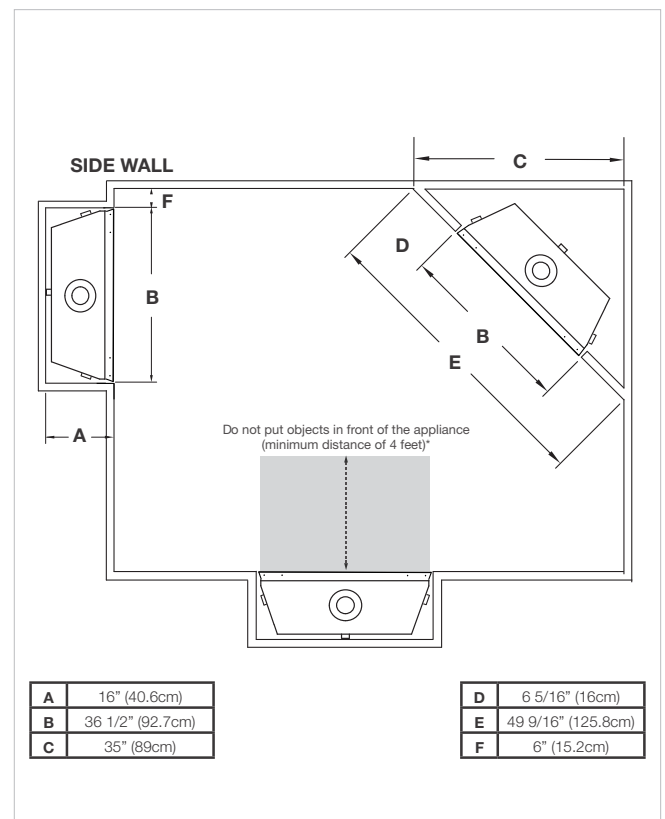 C
SIDE WALL
F
D
B
B
E
A
Do not put objects in front of the appliance
(minimum distance of 4 feet)*
A 16” (40.6cm)
B 36 1/2” (92.7cm)
C 35” (89cm)
D 6 5/16” (16cm)
E 49 9/16” (125.8cm)
F 6” (15.2cm)